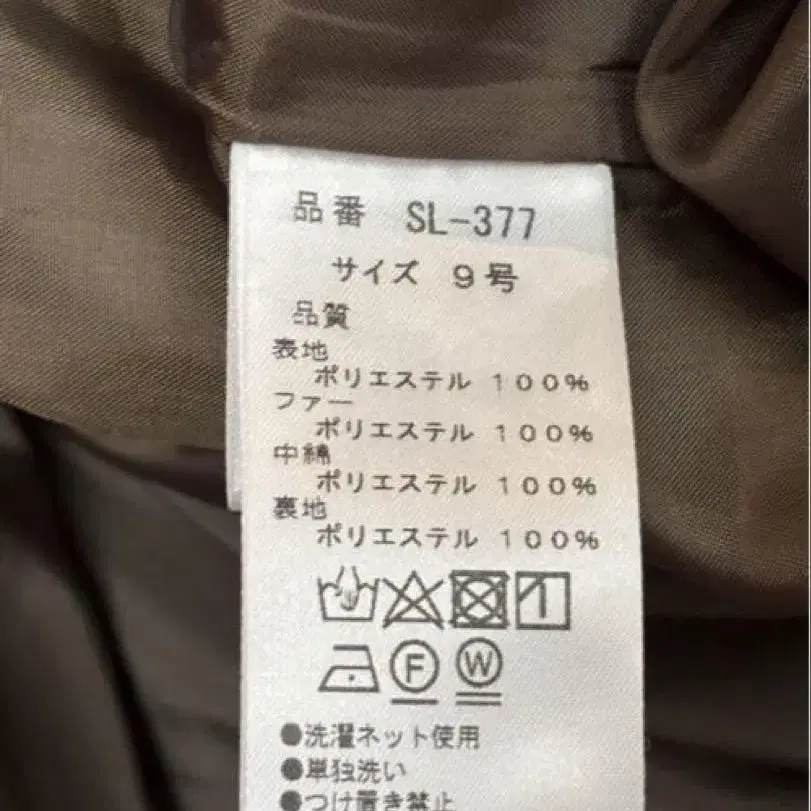 品番 SL-377
サイズ 9号
品質
表地
ポリエステル 100%
ファー
ポリエステル 100%
中綿
ポリエステル 100%
裏地
ポリエステル 100%
F W
●洗濯ネット使用
●単独洗い
●つけ置き禁止